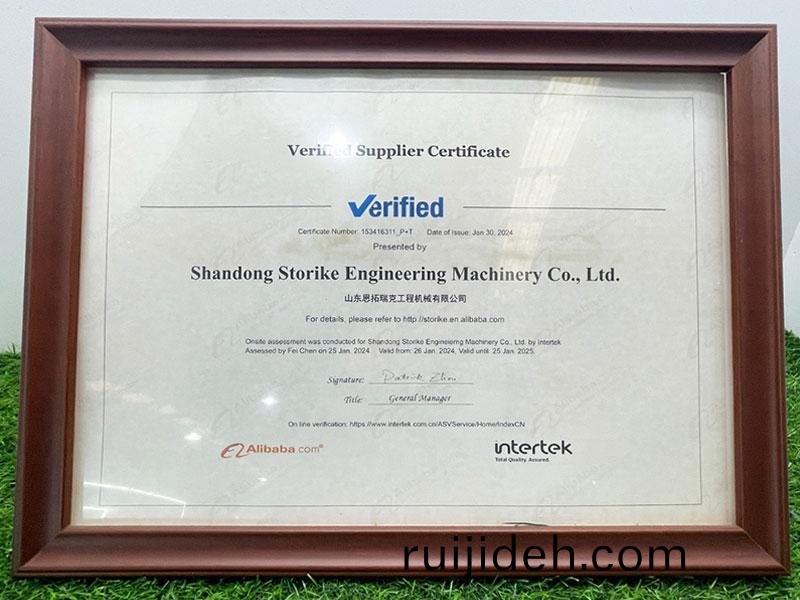 Verified Supplier Certificate
Verified
Certificate Number: 153416311_P+T Date of Issue: Jan 30, 2024
Presented by
Shandong Storike Engineering Machinery Co., Ltd.
山东思拓瑞克工程机械有限公司
For details, please refer to http://storike.en.alibaba.com
Onsite assessment was conducted for Shandong Storike Engineierng Machinery Co., Ltd. by Intertek
Assessed by Fei Chen on 25 Jan. 2024 Valid from: 26 Jan. 2024, Valid until: 25 Jan. 2025.
Signature: Patrick Zhou
Title: General Manager
On line verification: https://www.intertek.com.cn/ASVService/Home/IndexCN
Alibaba.com®
intertek
Total Quality. Assured.
ruijideh.com